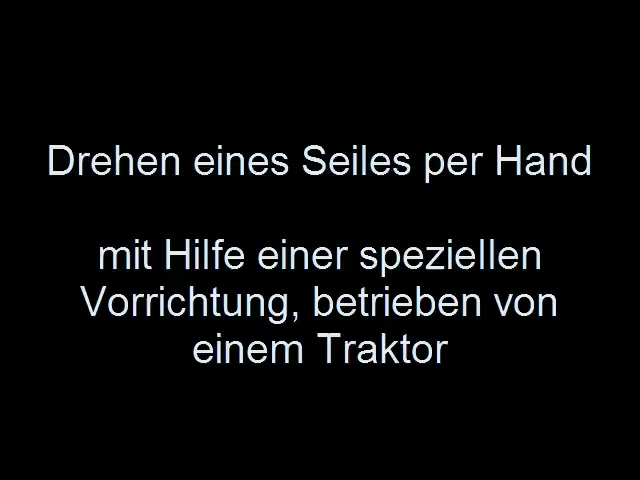 Drehen eines Seiles per Hand
mit Hilfe einer speziellen
Vorrichtung, betrieben von
einem Traktor